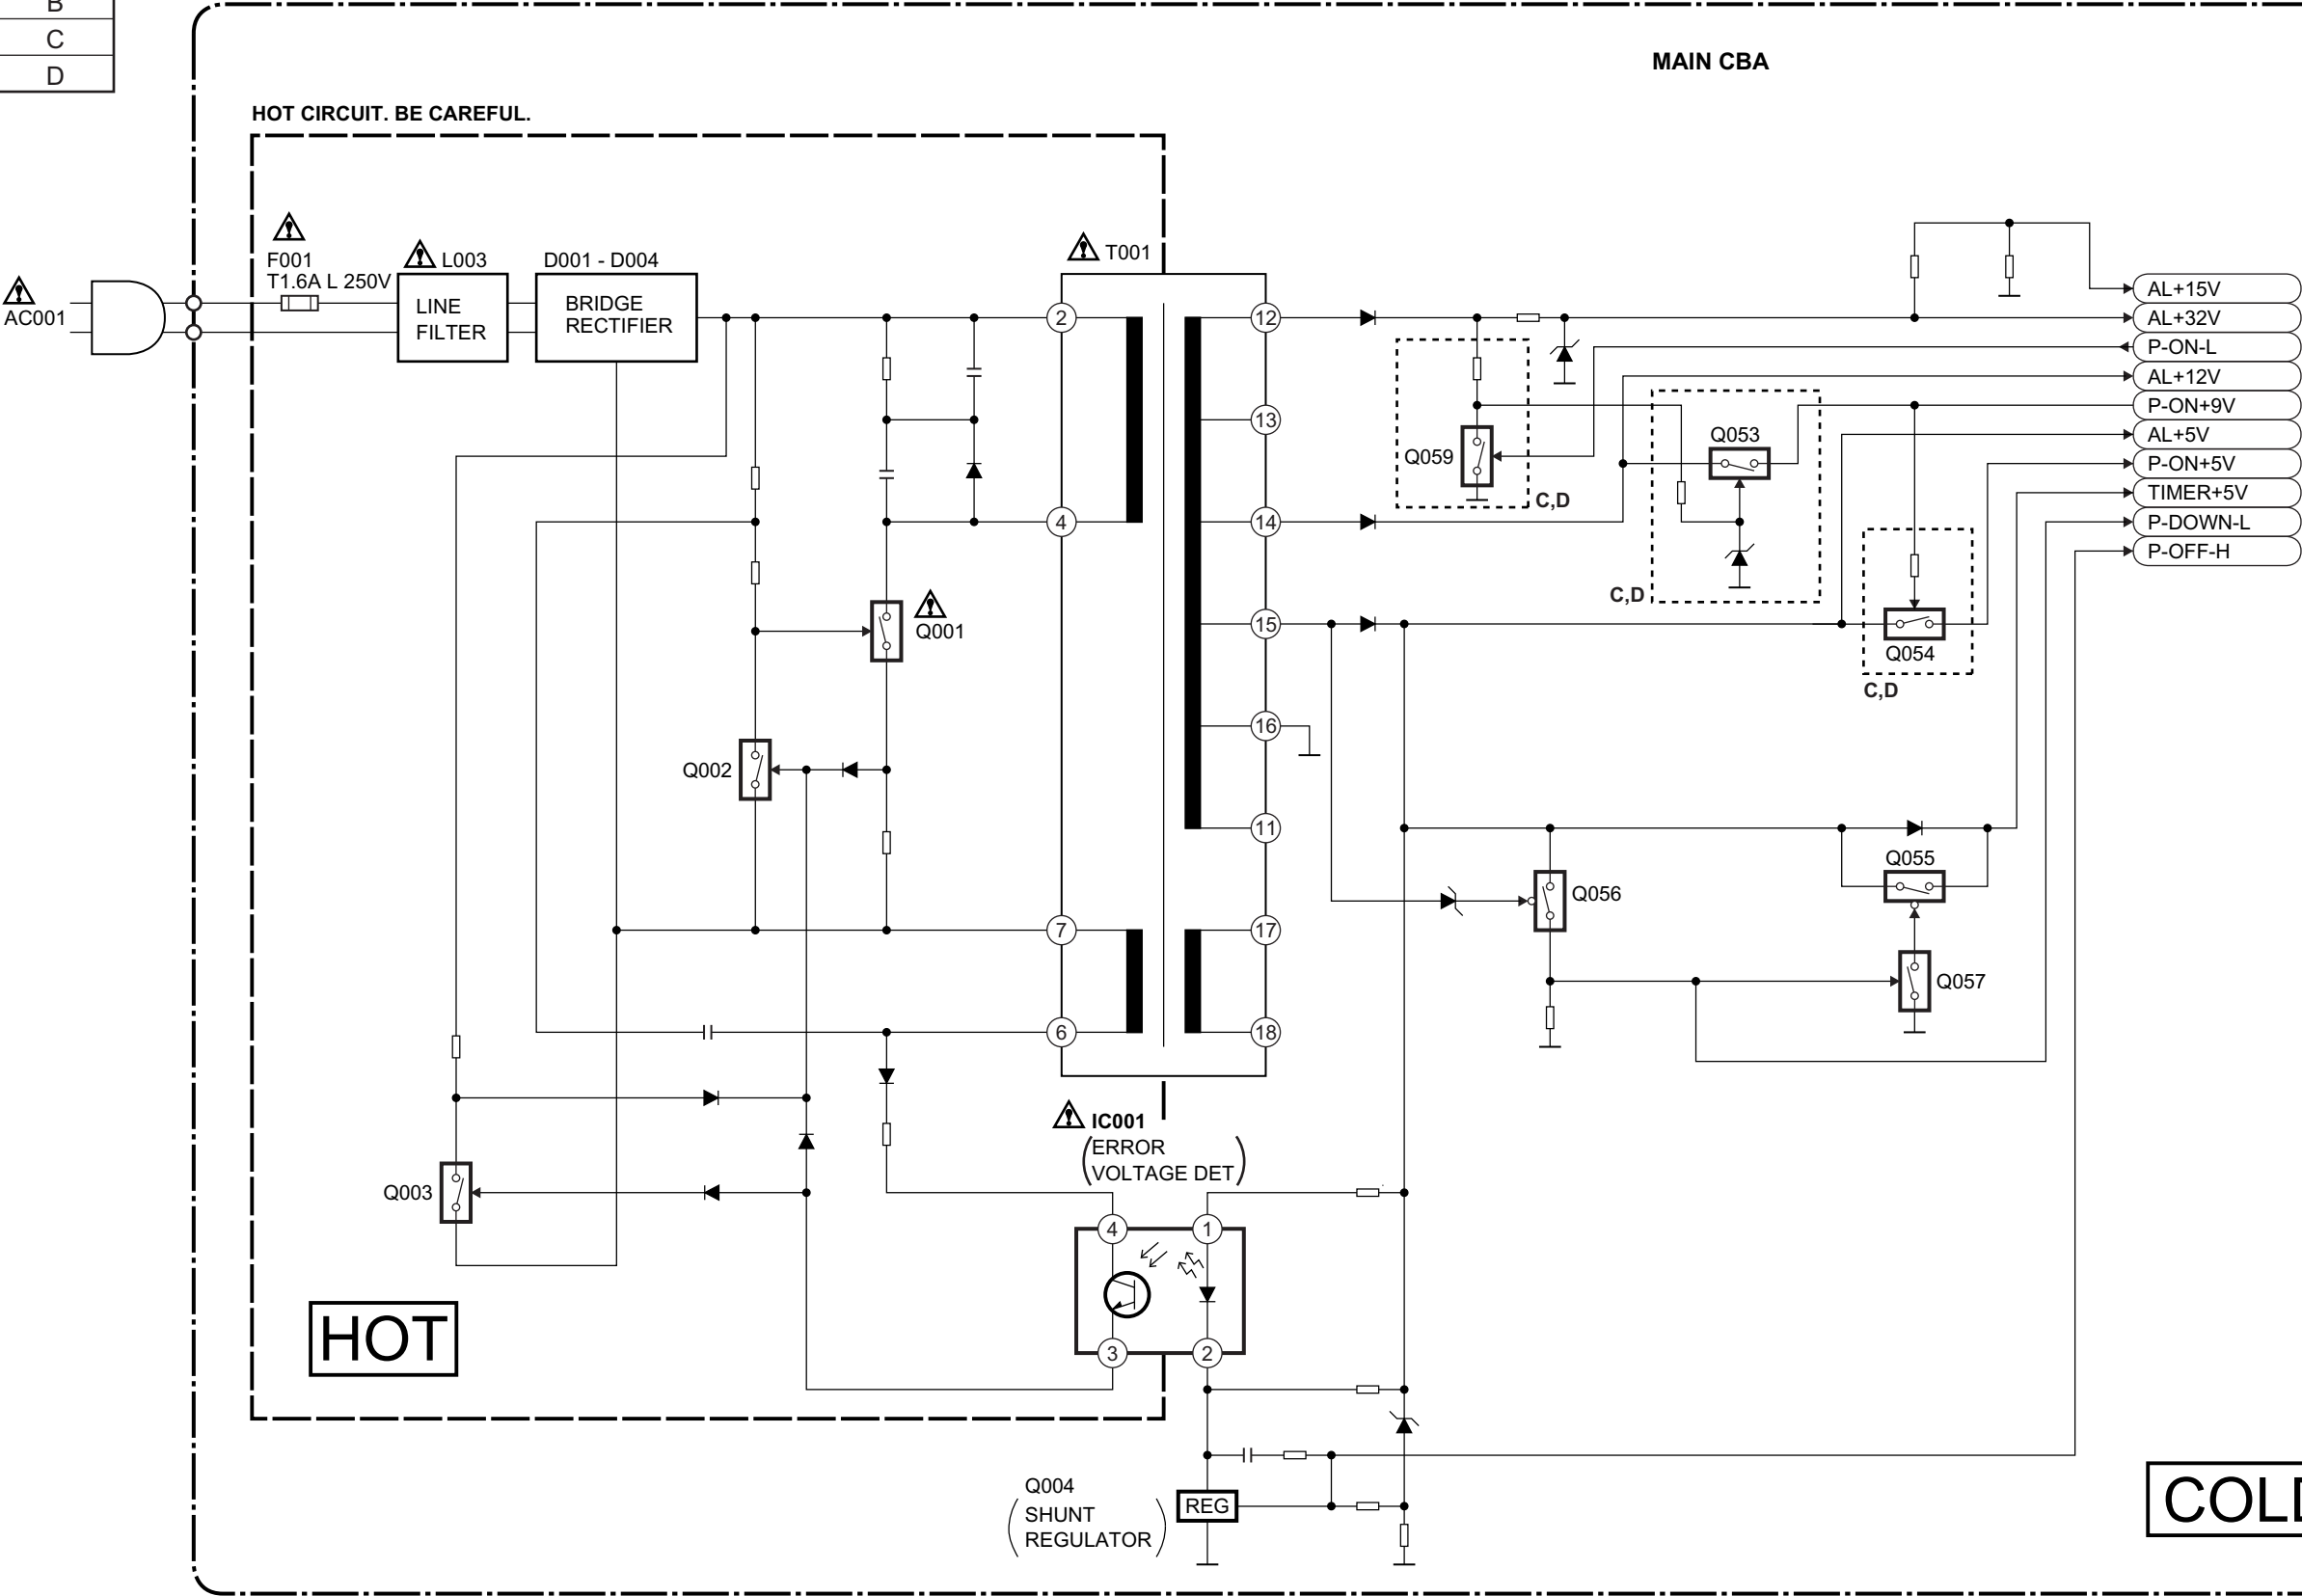 B
C
D
MAIN CBA
HOT CIRCUIT. BE CAREFUL.
AC001
F001
T1.6A L 250V
L003
LINE
FILTER
D001 - D004
BRIDGE
RECTIFIER
T001
2
4
7
6
12
13
14
15
16
11
17
18
Q001
Q002
Q003
Q059
C,D
Q053
C,D
Q054
C,D
Q056
Q055
Q057
AL+15V
AL+32V
P-ON-L
AL+12V
P-ON+9V
AL+5V
P-ON+5V
TIMER+5V
P-DOWN-L
P-OFF-H
IC001
ERROR
VOLTAGE DET
4
1
3
2
HOT
Q004
SHUNT
REGULATOR
REG
COLD